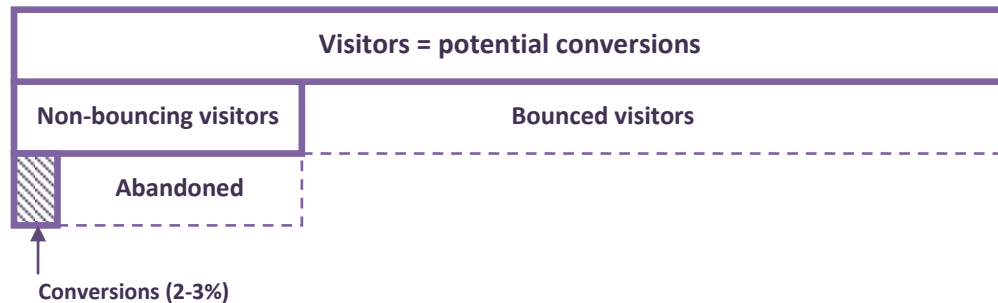 Visitors = potential conversions
Non-bouncing visitors
Bounced visitors
Abandoned
Conversions (2-3%)